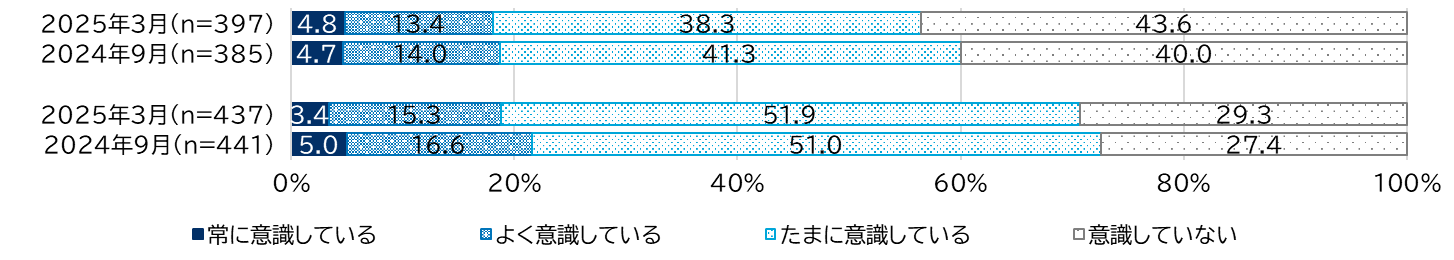 2025年3月(n=397) 4.8 13.4 38.3 43.6
2024年9月(n=385) 4.7 14.0 41.3 40.0
2025年3月(n=437) 3.4 15.3 51.9 29.3
2024年9月(n=441) 5.0 16.6 51.0 27.4
0% 20% 40% 60% 80% 100%
常に意識している よく意識している たまに意識している 意識していない